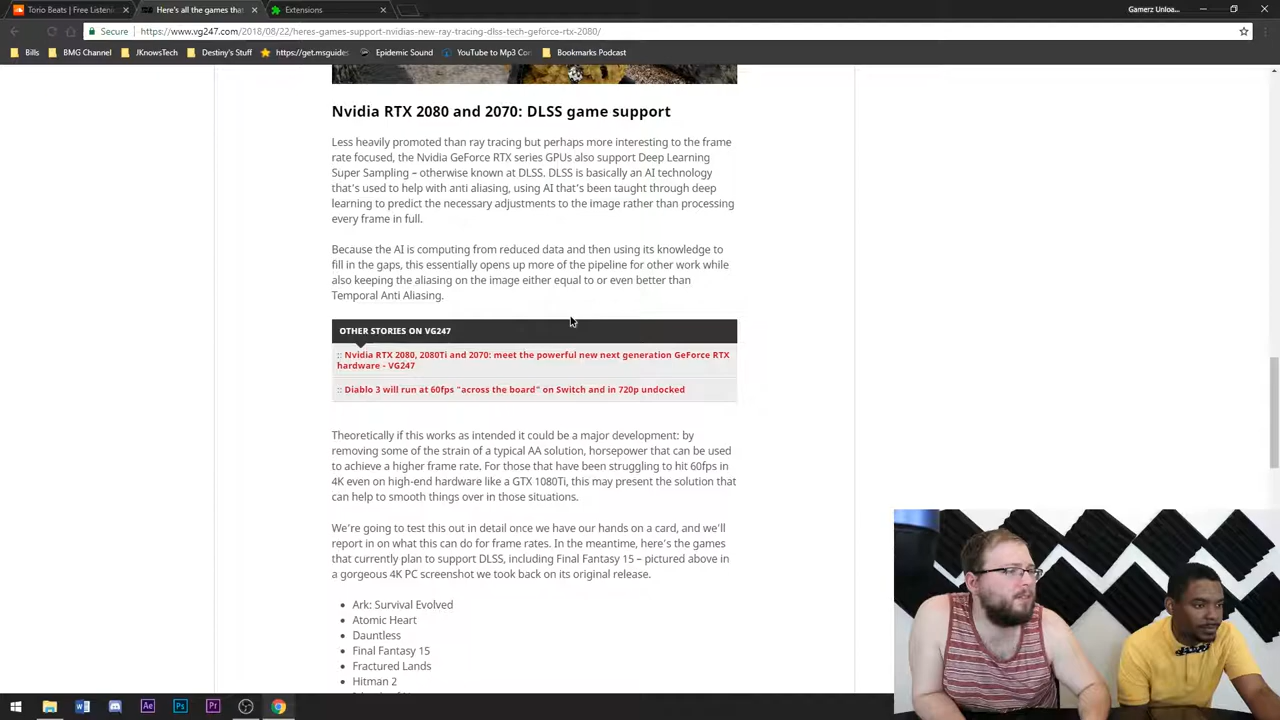 Torio Beats | Free Listeni
Here's all the games tha
Extensions
Gamerz Unloa...
Secure
https://www.vg247.com/2018/08/22/heres-games-support-nvidias-new-ray-tracing-dlss-tech-geforce-rtx-2080/
Bills
BMG Channel
JKnowsTech
Destiny's Stuff
https://get.msguides
Epidemic Sound
YouTube to Mp3 Con
Bookmarks Podcast
Nvidia RTX 2080 and 2070: DLSS game support
Less heavily promoted than ray tracing but perhaps more interesting to the frame
rate focused, the Nvidia GeForce RTX series GPUs also support Deep Learning
Super Sampling – otherwise known at DLSS. DLSS is basically an AI technology
that's used to help with anti aliasing, using AI that's been taught through deep
learning to predict the necessary adjustments to the image rather than processing
every frame in full.
Because the AI is computing from reduced data and then using its knowledge to
fill in the gaps, this essentially opens up more of the pipeline for other work while
also keeping the aliasing on the image either equal to or even better than
Temporal Anti Aliasing.
OTHER STORIES ON VG247
:: Nvidia RTX 2080, 2080Ti and 2070: meet the powerful new next generation GeForce RTX
hardware - VG247
:: Diablo 3 will run at 60fps "across the board" on Switch and in 720p undocked
Theoretically if this works as intended it could be a major development: by
removing some of the strain of a typical AA solution, horsepower that can be used
to achieve a higher frame rate. For those that have been struggling to hit 60fps in
4K even on high-end hardware like a GTX 1080Ti, this may present the solution that
can help to smooth things over in those situations.
We're going to test this out in detail once we have our hands on a card, and we'll
report in on what this can do for frame rates. In the meantime, here's the games
that currently plan to support DLSS, including Final Fantasy 15 – pictured above in
a gorgeous 4K PC screenshot we took back on its original release.
• Ark: Survival Evolved
• Atomic Heart
• Dauntless
• Final Fantasy 15
• Fractured Lands
• Hitman 2
Ae
Ps
Pr